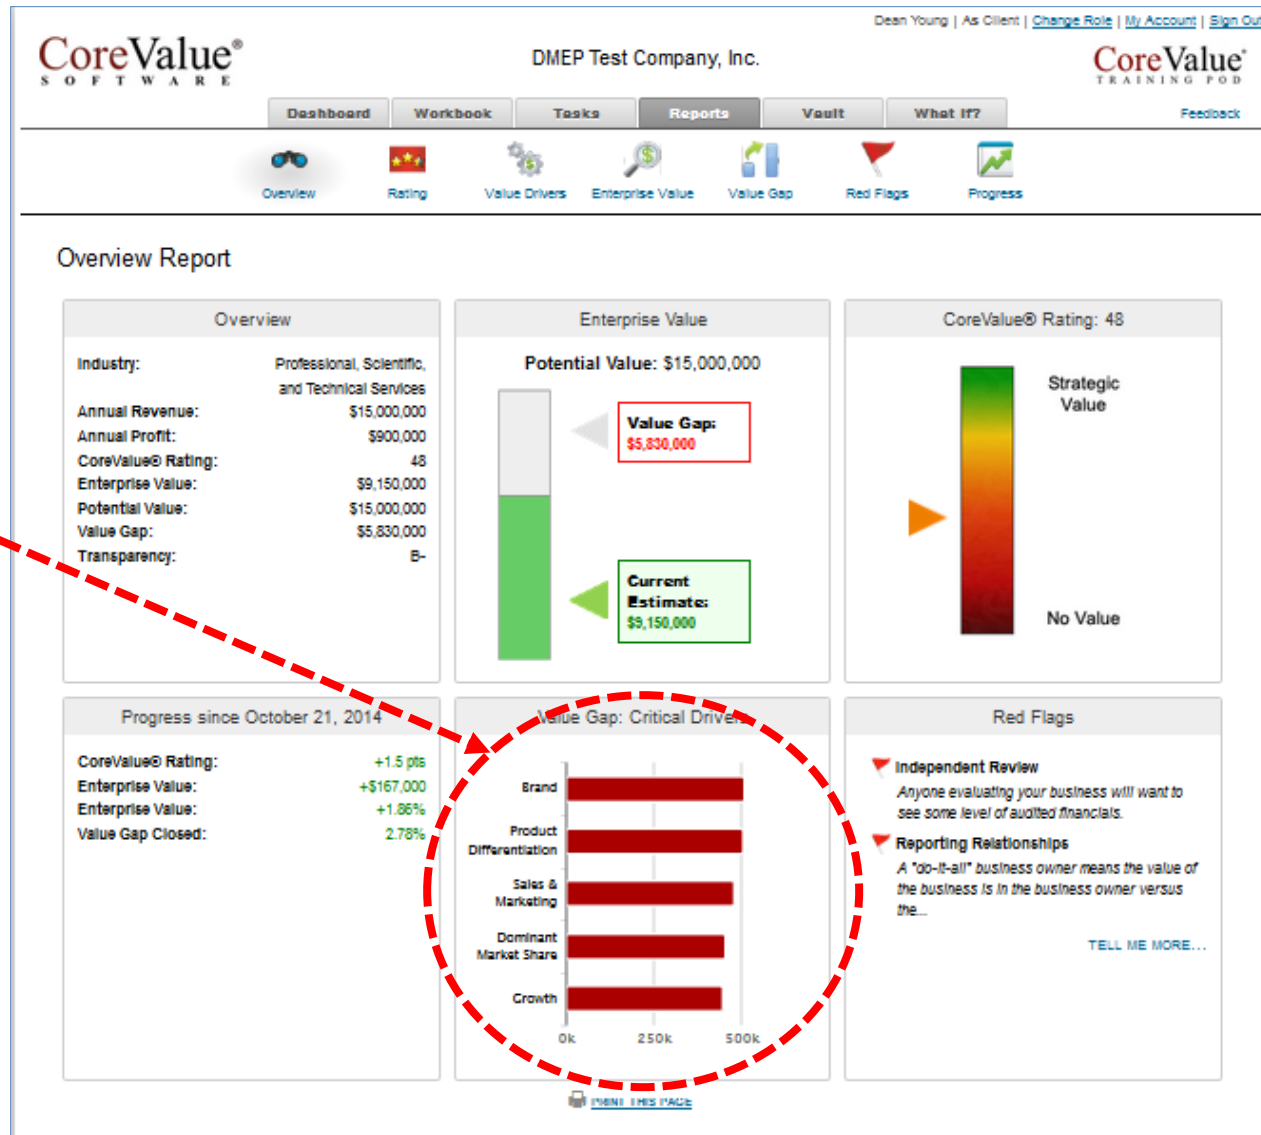 Dean Young | As Client | Change Role | My Account | Sign Out
CoreValue®
SOFTWARE
DMEP Test Company, Inc.
CoreValue
TRAINING POD
Dashboard Workbook Tasks Reports Vault What If?
Feedback
Overview Rating Value Drivers Enterprise Value Value Gap Red Flags Progress
Overview Report
Overview
Industry: Professional, Scientific,
and Technical Services
Annual Revenue: $15,000,000
Annual Profit: $900,000
CoreValue® Rating: 48
Enterprise Value: $9,150,000
Potential Value: $15,000,000
Value Gap: $5,830,000
Transparency: B-
Enterprise Value
Potential Value: $15,000,000
Value Gap:
$5,830,000
Current
Estimate:
$9,150,000
CoreValue® Rating: 48
Strategic
Value
No Value
Progress since October 21, 2014
CoreValue® Rating: +1.5 pts
Enterprise Value: +$167,000
Enterprise Value: +1.86%
Value Gap Closed: 2.78%
Value Gap: Critical Drivers
Brand
Product
Differentiation
Sales &
Marketing
Dominant
Market Share
Growth
0k 250k 500k
Red Flags
Independent Review
Anyone evaluating your business will want to
see some level of audited financials.
Reporting Relationships
A "do-it-all" business owner means the value of
the business is in the business owner versus
the...
TELL ME MORE...
PRINT THIS PAGE